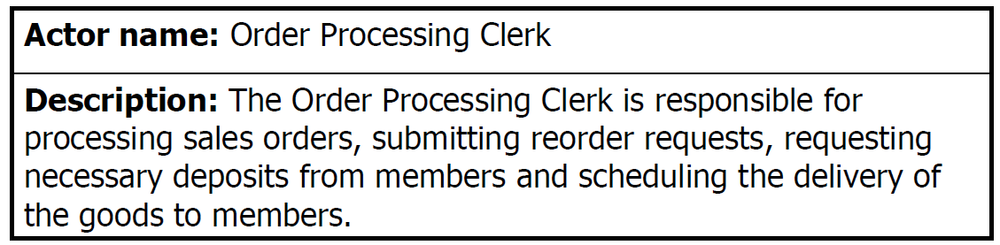 Actor name: Order Processing Clerk
Description: The Order Processing Clerk is responsible for
processing sales orders, submitting reorder requests, requesting
necessary deposits from members and scheduling the delivery of
the goods to members.